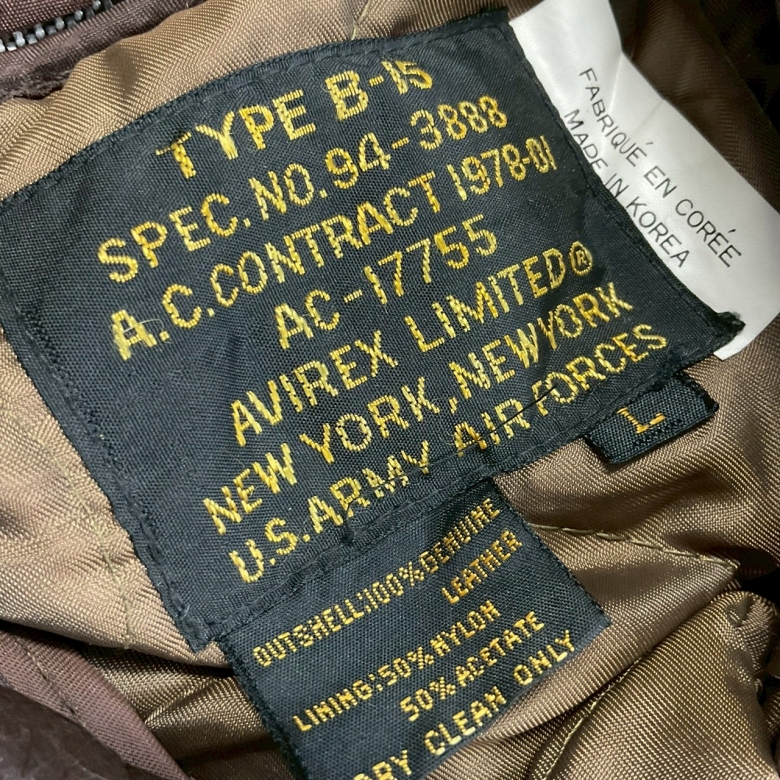 TYPE B-15
SPEC. NO. 94-3888
A.C. CONTRACT 1978-01
AC-17755
AVIREX LIMITED®
NEW YORK, NEW YORK
U.S. ARMY AIR FORCES
L
FABRIQUÉ EN CORÉE
MADE IN KOREA
OUTSHELL:100% GENUINE
LEATHER
LINING:50% NYLON
50% ACETATE
DRY CLEAN ONLY